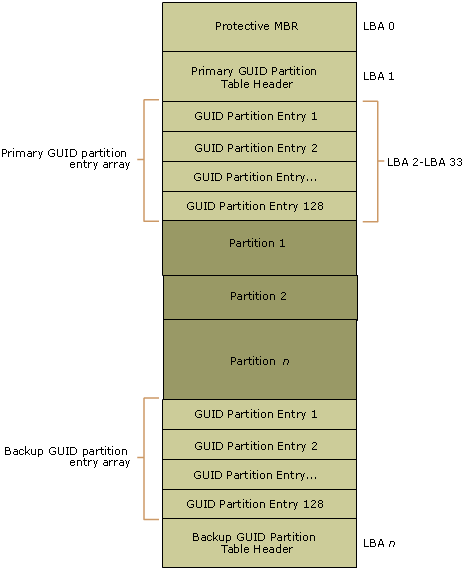 Protective MBR
LBA 0
Primary GUID Partition
Table Header
LBA 1
GUID Partition Entry 1
GUID Partition Entry 2
Primary GUID partition
entry array
LBA 2-LBA 33
GUID Partition Entry...
GUID Partition Entry 128
Partition 1
Partition 2
Partition n
GUID Partition Entry 1
GUID Partition Entry 2
Backup GUID partition
entry array
GUID Partition Entry...
GUID Partition Entry 128
Backup GUID Partition
Table Header
LBA n